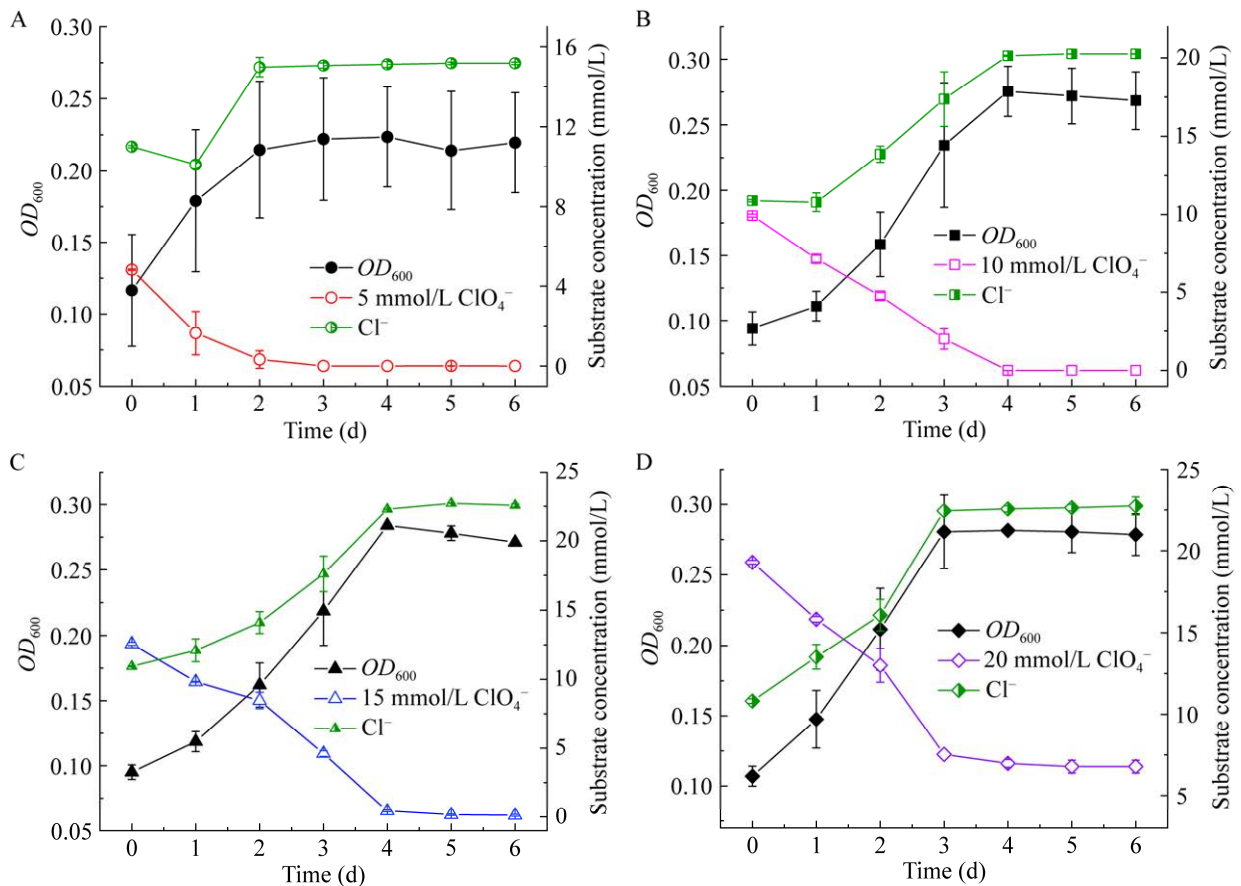 A
0.30
0.25
0.20
0.15
0.10
0.05
OD₆₀₀
16
12
8
4
0
Substrate concentration (mmol/L)
OD₆₀₀
5 mmol/L ClO₄⁻
Cl⁻
0 1 2 3 4 5 6
Time (d)
B
0.30
0.25
0.20
0.15
0.10
0.05
OD₆₀₀
20
15
10
5
0
Substrate concentration (mmol/L)
OD₆₀₀
10 mmol/L ClO₄⁻
Cl⁻
0 1 2 3 4 5 6
Time (d)
C
0.30
0.25
0.20
0.15
0.10
0.05
OD₆₀₀
25
20
15
10
5
0
Substrate concentration (mmol/L)
OD₆₀₀
15 mmol/L ClO₄⁻
Cl⁻
0 1 2 3 4 5 6
Time (d)
D
0.30
0.25
0.20
0.15
0.10
OD₆₀₀
25
20
15
10
5
Substrate concentration (mmol/L)
OD₆₀₀
20 mmol/L ClO₄⁻
Cl⁻
0 1 2 3 4 5 6
Time (d)